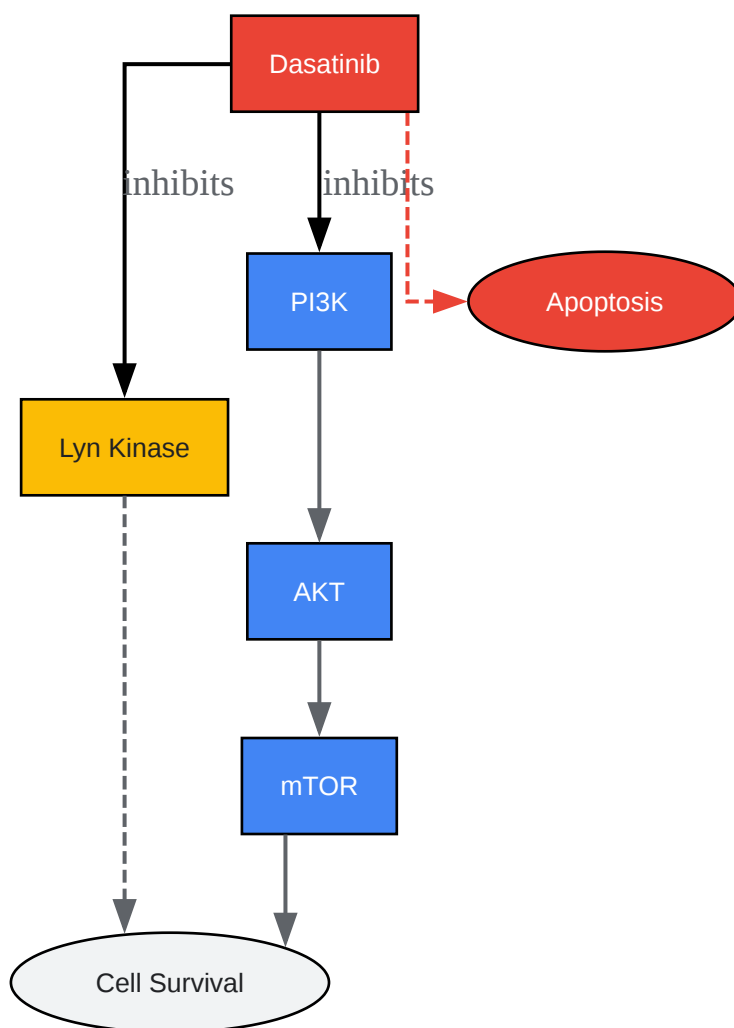 Dasatinib
inhibits
inhibits
PI3K
Apoptosis
Lyn Kinase
AKT
mTOR
Cell Survival